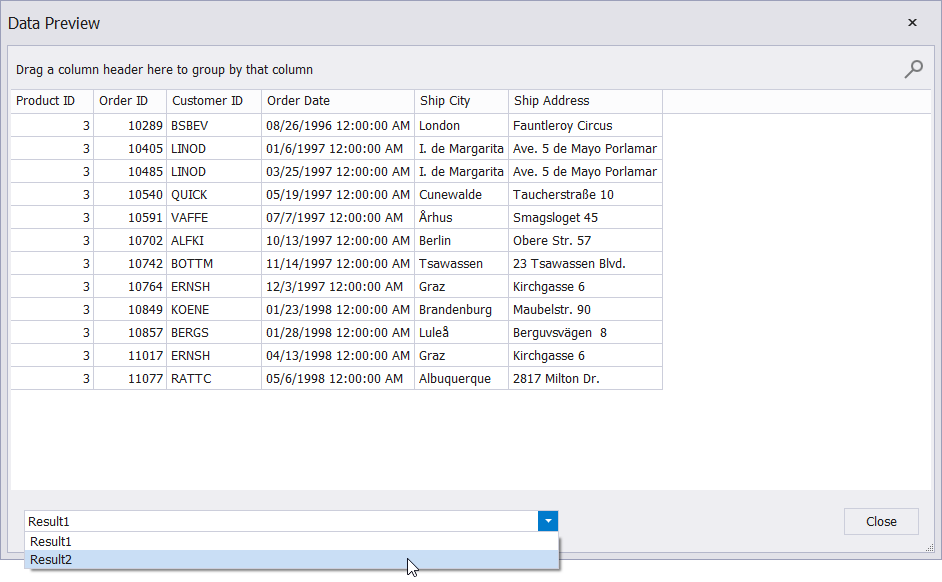 Data Preview
Drag a column header here to group by that column
Product ID Order ID Customer ID Order Date Ship City Ship Address
3 10289 BSBEV 08/26/1996 12:00:00 AM London Fauntleroy Circus
3 10405 LINOD 01/6/1997 12:00:00 AM I. de Margarita Ave. 5 de Mayo Porlamar
3 10485 LINOD 03/25/1997 12:00:00 AM I. de Margarita Ave. 5 de Mayo Porlamar
3 10540 QUICK 05/19/1997 12:00:00 AM Cunewalde Taucherstraße 10
3 10591 VAFFE 07/7/1997 12:00:00 AM Århus Smagsloget 45
3 10702 ALFKI 10/13/1997 12:00:00 AM Berlin Obere Str. 57
3 10742 BOTTM 11/14/1997 12:00:00 AM Tsawassen 23 Tsawassen Blvd.
3 10764 ERNSH 12/3/1997 12:00:00 AM Graz Kirchgasse 6
3 10849 KOENE 01/23/1998 12:00:00 AM Brandenburg Maubelstr. 90
3 10857 BERGS 01/28/1998 12:00:00 AM Luleå Berguvsvägen  8
3 11017 ERNSH 04/13/1998 12:00:00 AM Graz Kirchgasse 6
3 11077 RATTC 05/6/1998 12:00:00 AM Albuquerque 2817 Milton Dr.
Result1 Close
Result1
Result2